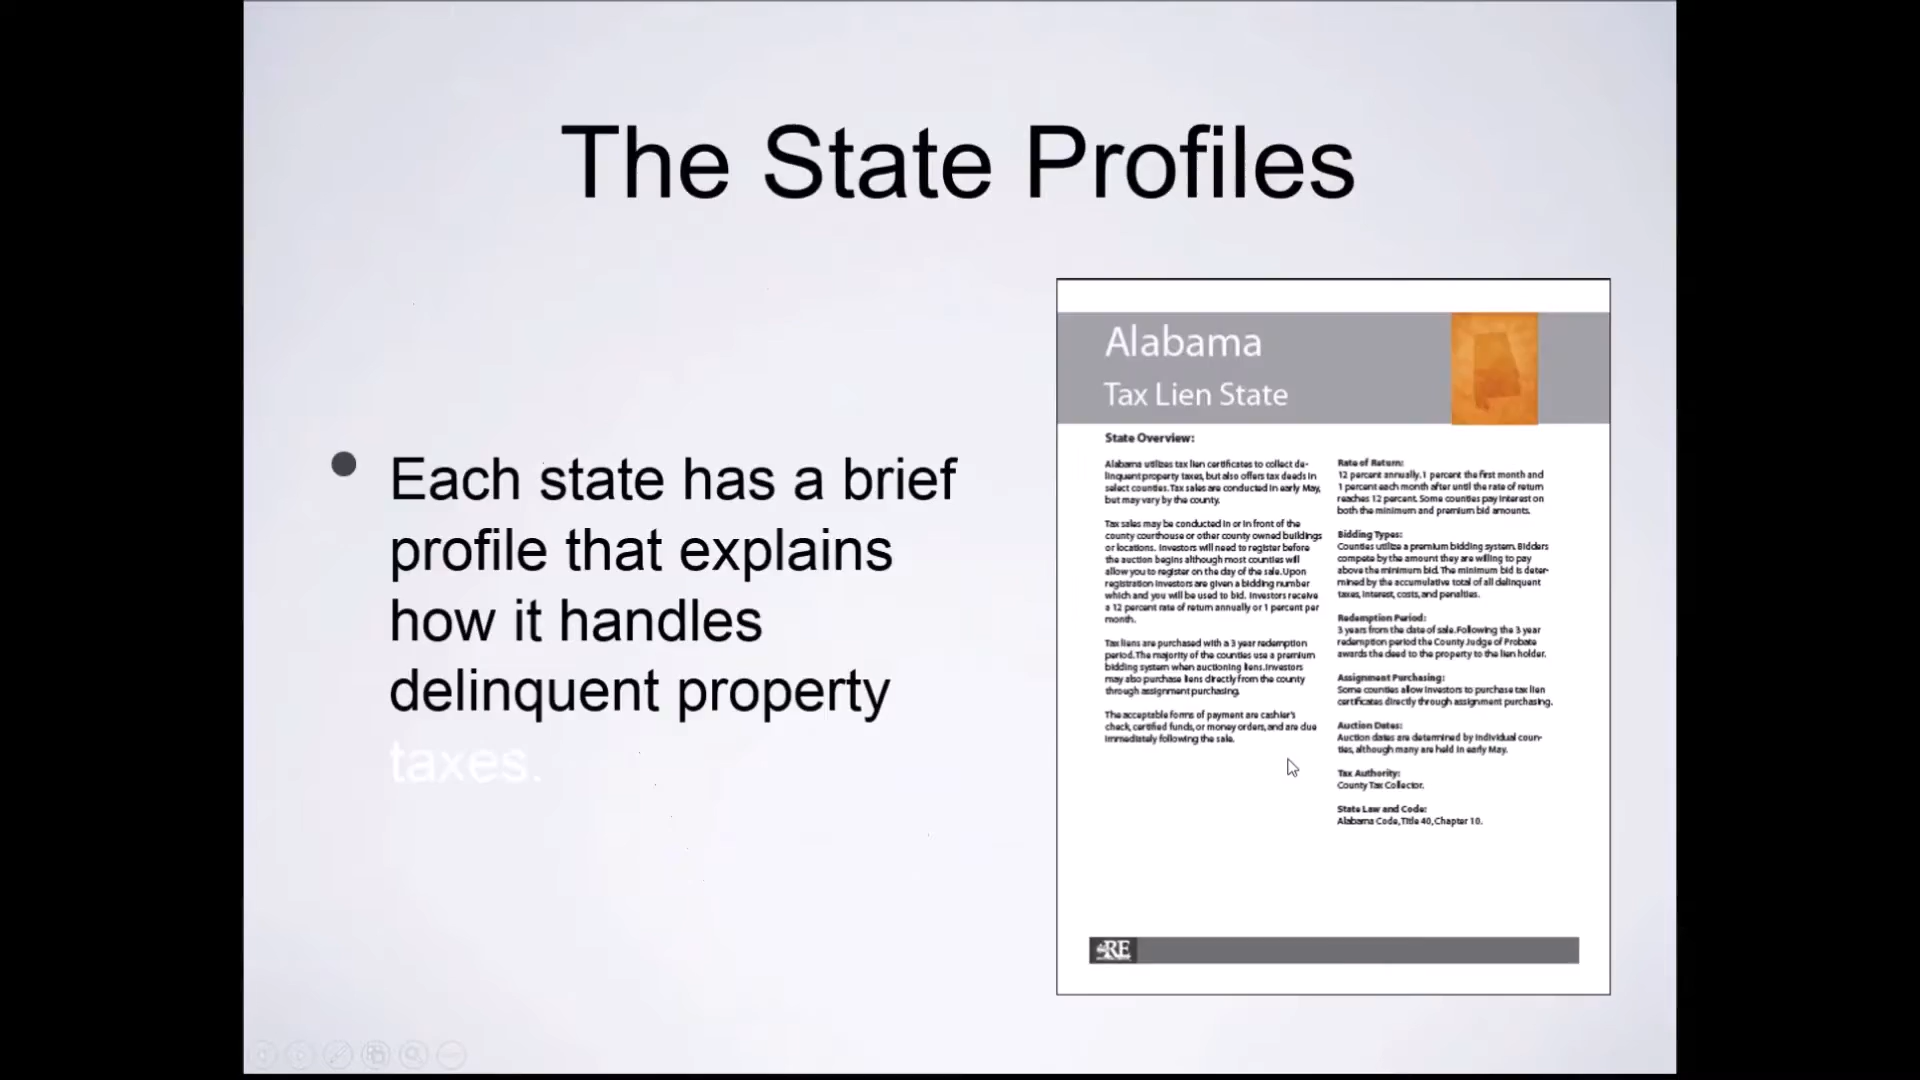 The State Profiles
Each state has a brief
profile that explains
how it handles
delinquent property
taxes.
Alabama
Tax Lien State
State Overview:
Alabama utilizes tax lien certificates to collect de-
linquent property taxes, but also offers tax deeds in
select counties. Tax sales are conducted in early May,
but may vary by the county.
Tax sales may be conducted in or in front of the
county courthouse or other county owned buildings
or locations. Investors will need to register before
the auction begins although most counties will
allow you to register on the day of the sale. Upon
registration investors are given a bidding number
which and you will be used to bid. Investors receive
a 12 percent rate of return annually or 1 percent per
month.
Tax liens are purchased with a 3 year redemption
period. The majority of the counties use a premium
bidding system when auctioning liens. Investors
may also purchase liens directly from the county
through assignment purchasing.
The acceptable forms of payment are cashier's
check, certified funds, or money orders, and are due
immediately following the sale.
Rate of Return:
12 percent annually. 1 percent the first month and
1 percent each month after until the rate of return
reaches 12 percent. Some counties pay interest on
both the minimum and premium bid amounts.
Bidding Types:
Counties utilize a premium bidding system. Bidders
compete by the amount they are willing to pay
above the minimum bid. The minimum bid is deter-
mined by the accumulative total of all delinquent
taxes, interest, costs, and penalties.
Redemption Period:
3 years from the date of sale. Following the 3 year
redemption period the County Judge of Probate
awards the deed to the property to the lien holder.
Assignment Purchasing:
Some counties allow investors to purchase tax lien
certificates directly through assignment purchasing.
Auction Dates:
Auction dates are determined by individual coun-
ties, although many are held in early May.
Tax Authority:
County Tax Collector.
State Law and Code:
Alabama Code, Title 40, Chapter 10.
RE